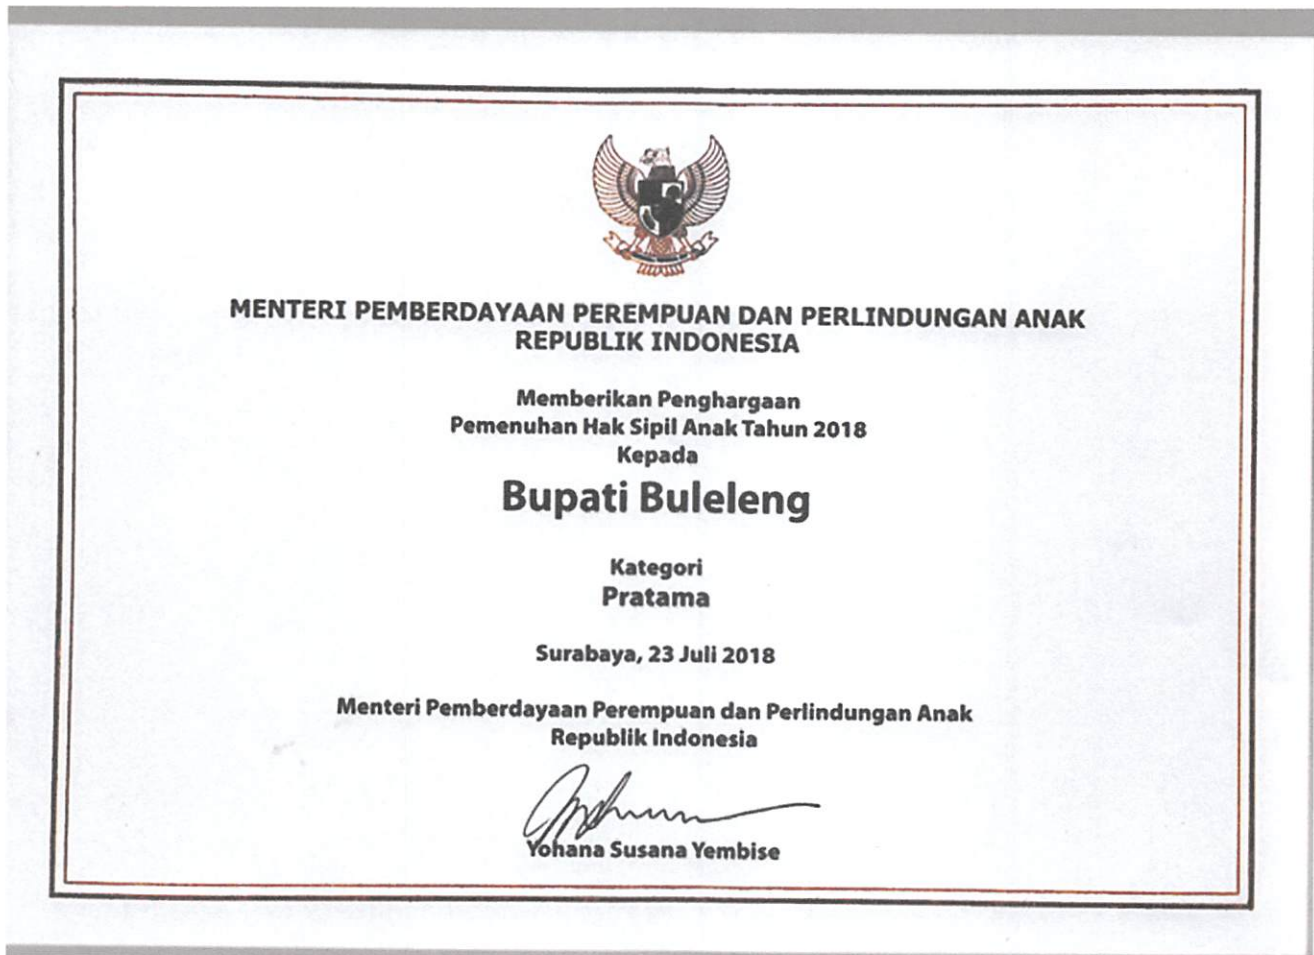 MENTERI PEMBERDAYAAN PEREMPUAN DAN PERLINDUNGAN ANAK
REPUBLIK INDONESIA
Memberikan Penghargaan
Pemenuhan Hak Sipil Anak Tahun 2018
Kepada
Bupati Buleleng
Kategori
Pratama
Surabaya, 23 Juli 2018
Menteri Pemberdayaan Perempuan dan Perlindungan Anak
Republik Indonesia
Yohana Susana Yembise